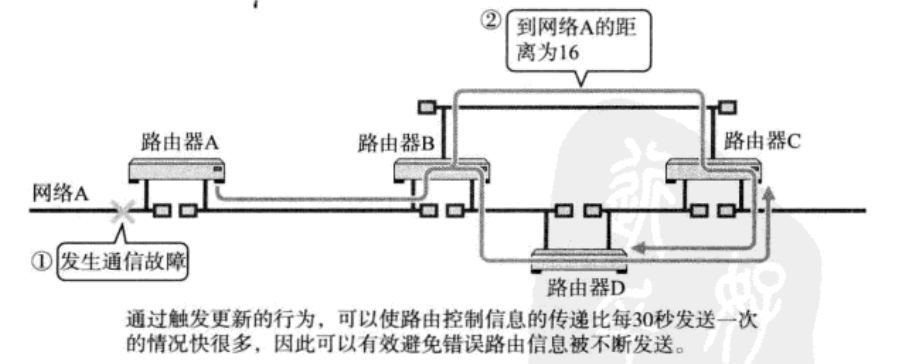 ② 到网络A的距
离为16
路由器A
路由器B
路由器C
网络A
① 发生通信故障
路由器D
通过触发更新的行为，可以使路由控制信息的传递比每30秒发送一次
的情况快很多，因此可以有效避免错误路由信息被不断发送。